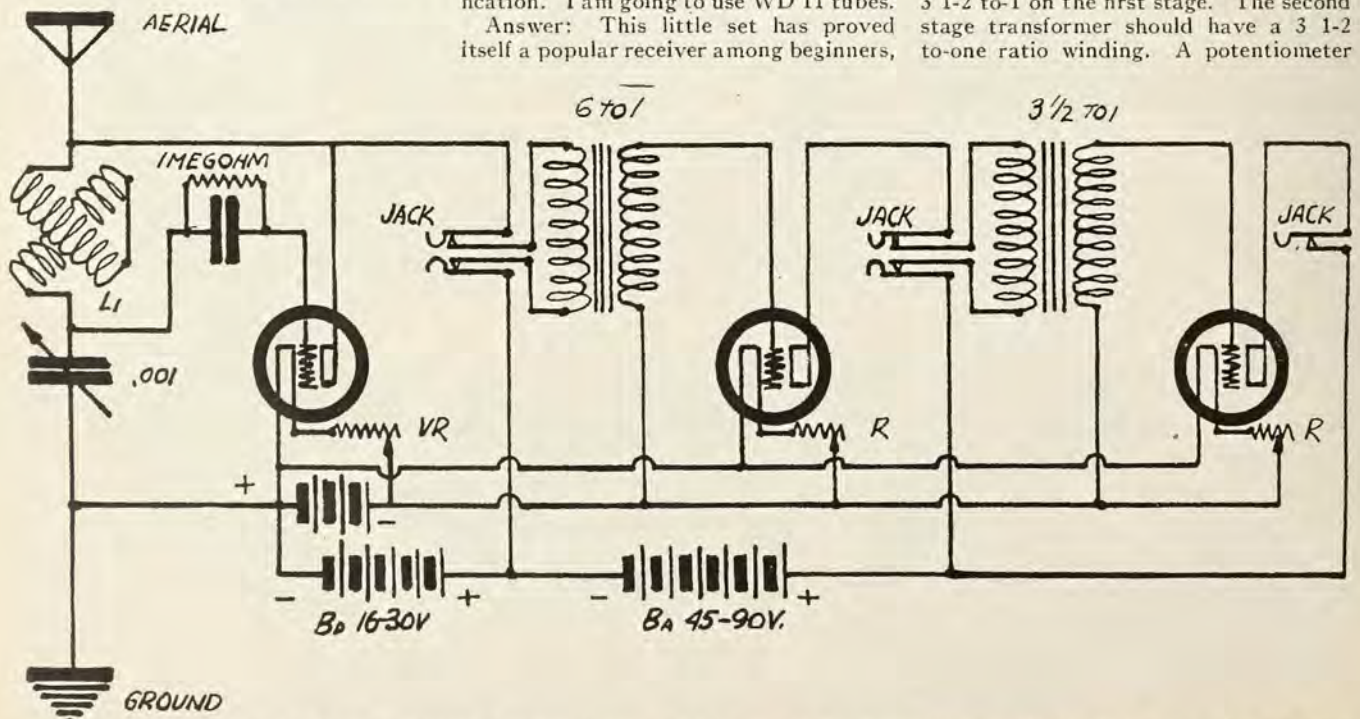 lification. I am going to use WD 11 tubes.
Answer: This little set has proved
itself a popular receiver among beginners,
3 1-2 to-1 on the first stage. The second
stage transformer should have a 3 1-2
to-one ratio winding. A potentiometer
AERIAL
6 TO 1
3 1/2 TO 1
1 MEGOHM
JACK
JACK
JACK
L1
.001
VR
R
R
+
-
-
+
-
+
BD 16-30V
BA 45-90V.
GROUND